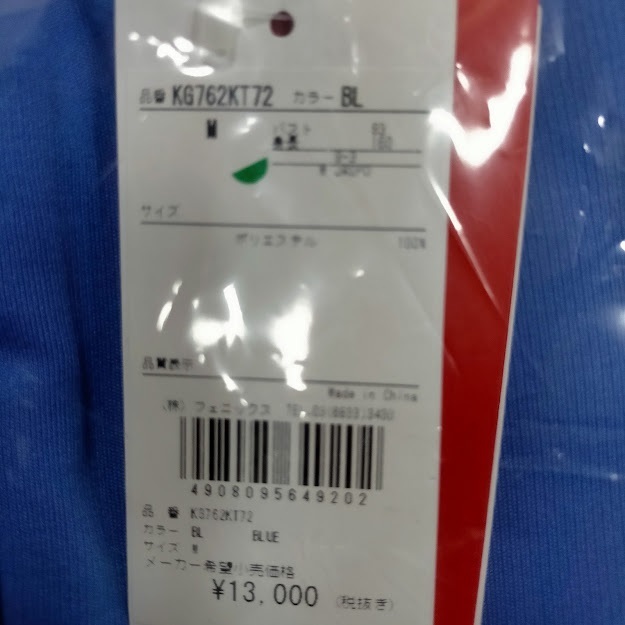 品番 KG762KT72 カラー BL
M バスト 83
身長 160
サイズ
ポリエステル 100%
品質表示
Made in China
(株) フェニックス
4908095649202
品 番 KG762KT72
カラー BL BLUE
サイズ M
メーカー希望小売価格
¥13,000 (税抜き)